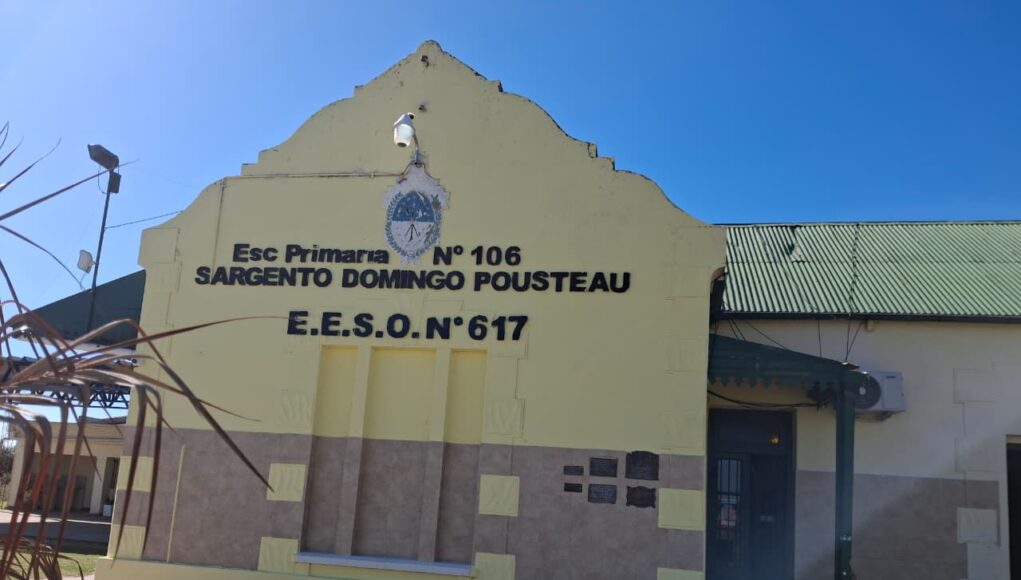 Esc Primaria N° 106
SARGENTO DOMINGO POUSTEAU
E.E.S.O. N° 617